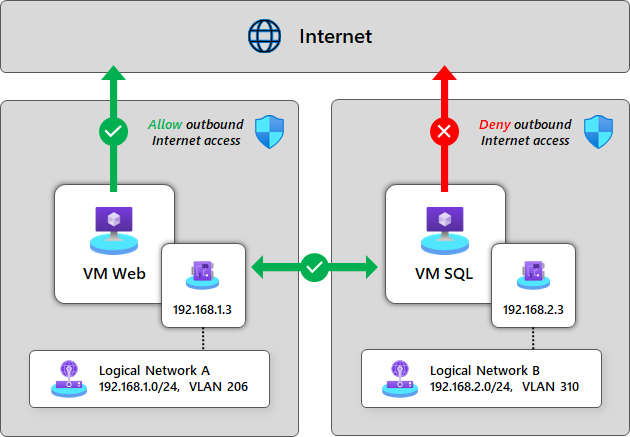 Internet
Allow outbound
Internet access
Deny outbound
Internet access
VM Web
192.168.1.3
VM SQL
192.168.2.3
Logical Network A
192.168.1.0/24, VLAN 206
Logical Network B
192.168.2.0/24, VLAN 310